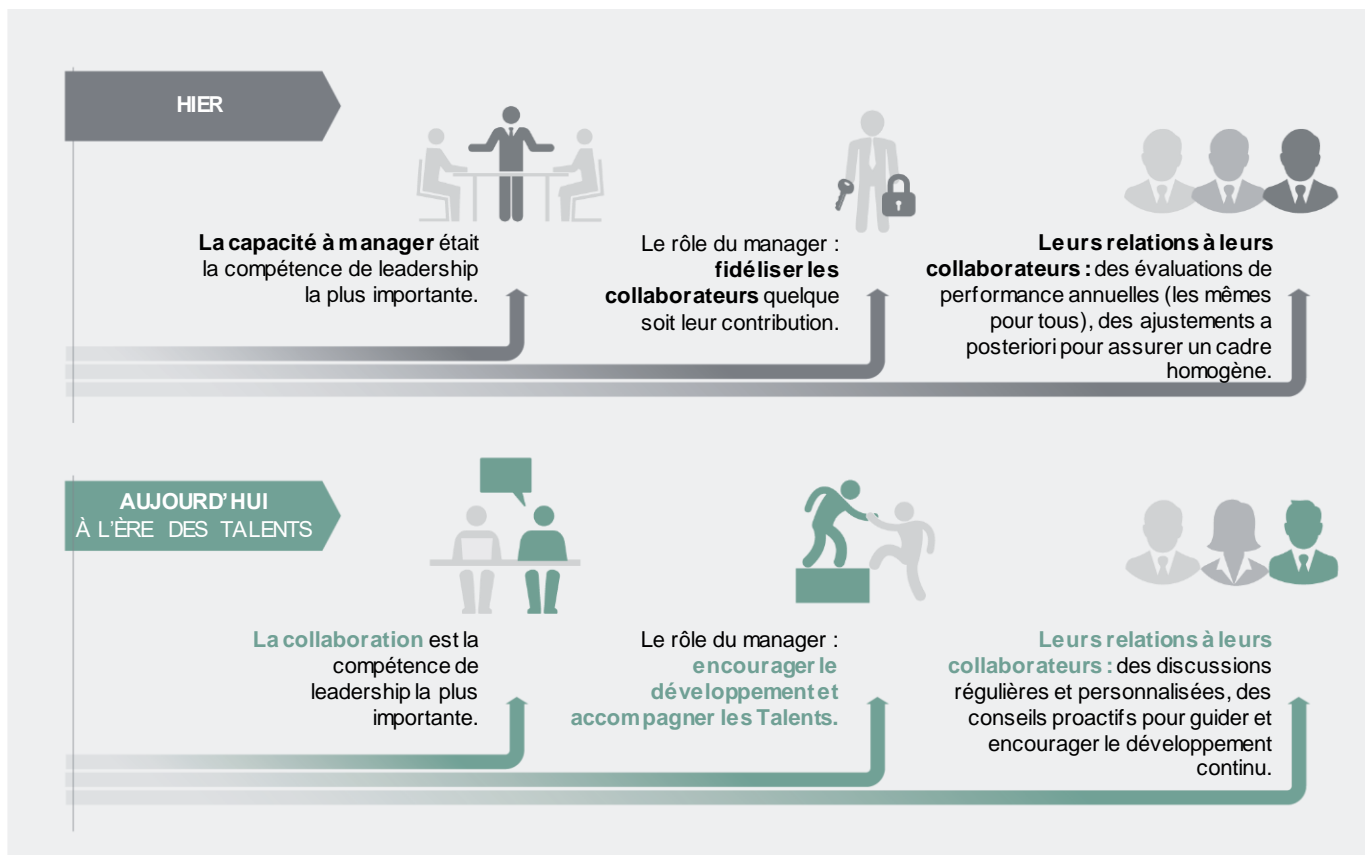 HIER
La capacité à manager était
la compétence de leadership
la plus importante.
Le rôle du manager :
fidéliser les
collaborateurs quelque
soit leur contribution.
Leurs relations à leurs
collaborateurs : des évaluations de
performance annuelles (les mêmes
pour tous), des ajustements a
posteriori pour assurer un cadre
homogène.
AUJOURD'HUI
À L'ÈRE DES TALENTS
La collaboration est la
compétence de
leadership la plus
importante.
Le rôle du manager :
encourager le
développement et
accompagner les Talents.
Leurs relations à leurs
collaborateurs : des discussions
régulières et personnalisées, des
conseils proactifs pour guider et
encourager le développement
continu.